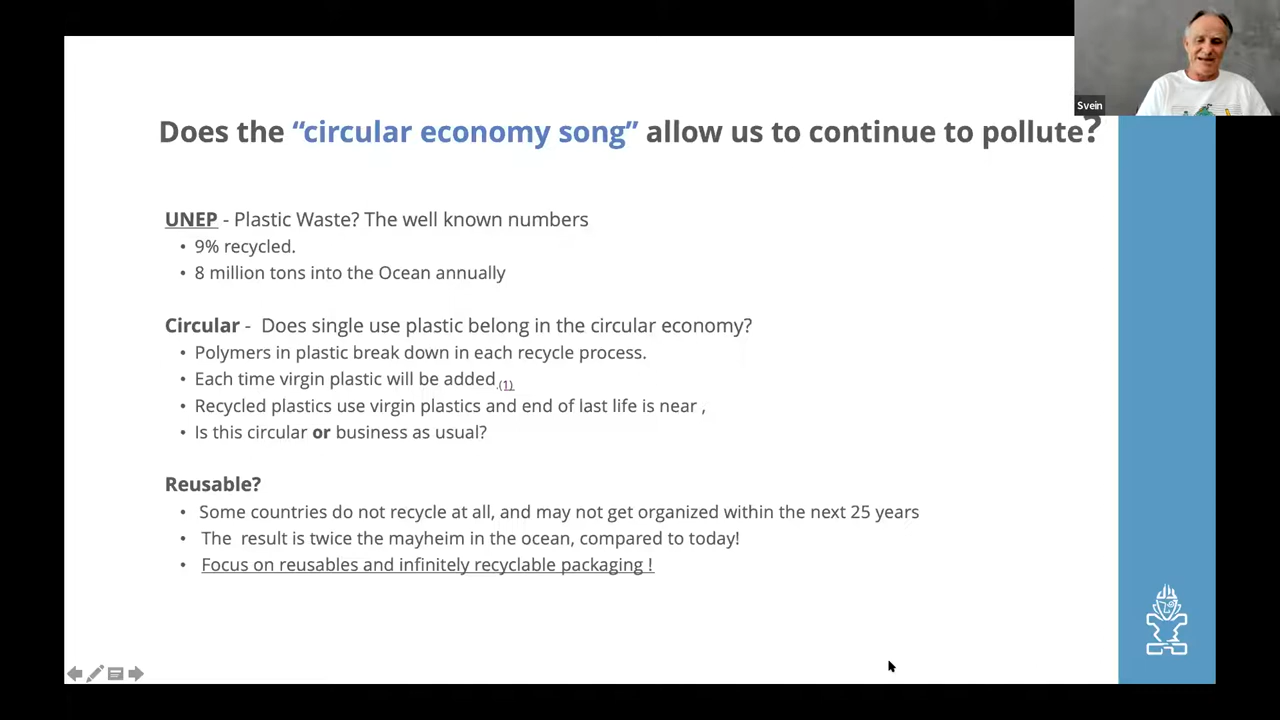 Svein
Does the “circular economy song” allow us to continue to pollute?
UNEP - Plastic Waste? The well known numbers
• 9% recycled.
• 8 million tons into the Ocean annually
Circular - Does single use plastic belong in the circular economy?
• Polymers in plastic break down in each recycle process.
• Each time virgin plastic will be added.(1)
• Recycled plastics use virgin plastics and end of last life is near ,
• Is this circular or business as usual?
Reusable?
• Some countries do not recycle at all, and may not get organized within the next 25 years
• The result is twice the mayheim in the ocean, compared to today!
• Focus on reusables and infinitely recyclable packaging !